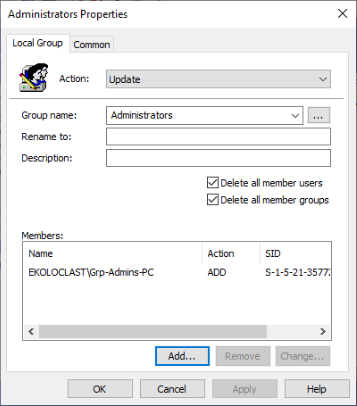 Administrators Properties
Local Group
Common
Action:
Update
Group name:
Administrators
...
Rename to:
Description:
Delete all member users
Delete all member groups
Members:
Name Action SID
EKOLOCLAST\Grp-Admins-PC ADD S-1-5-21-3577
Add... Remove Change...
OK Cancel Apply Help